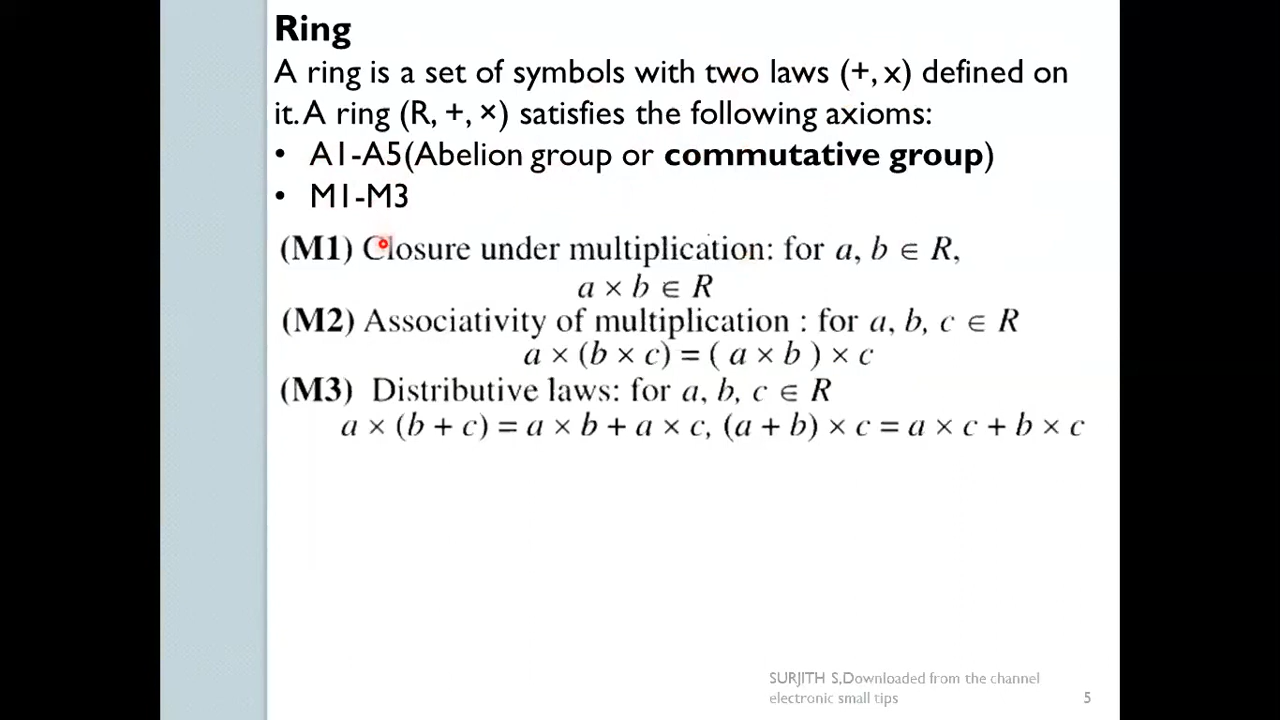 Ring
A ring is a set of symbols with two laws (+, x) defined on
it. A ring (R, +, ×) satisfies the following axioms:
• A1-A5(Abelion group or commutative group)
• M1-M3
(M1) Closure under multiplication: for a, b ∈ R,
a × b ∈ R
(M2) Associativity of multiplication : for a, b, c ∈ R
a × (b × c) = ( a × b ) × c
(M3) Distributive laws: for a, b, c ∈ R
a × (b + c) = a × b + a × c, (a + b) × c = a × c + b × c
SURJITH S,Downloaded from the channel
electronic small tips
5